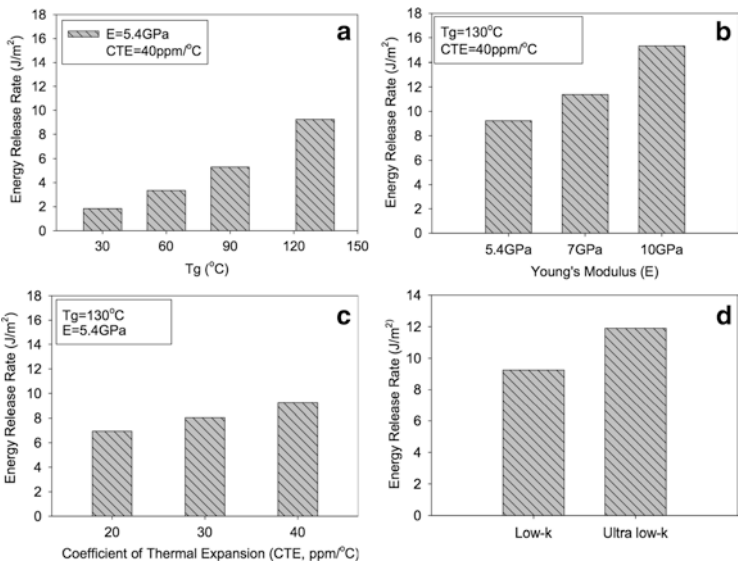 a
E=5.4GPa
CTE=40ppm/°C
Energy Release Rate (J/m²)
18
16
14
12
10
8
6
4
2
0
30
60
90
120
150
Tg (°C)
b
Tg=130°C
CTE=40ppm/°C
Energy Release Rate (J/m²)
18
16
14
12
10
8
6
4
2
0
5.4GPa
7GPa
10GPa
Young's Modulus (E)
c
Tg=130°C
E=5.4GPa
Energy Release Rate (J/m²)
18
16
14
12
10
8
6
4
2
0
20
30
40
Coefficient of Thermal Expansion (CTE, ppm/°C)
d
Energy Release Rate (J/m²)
14
12
10
8
6
4
2
0
Low-k
Ultra low-k